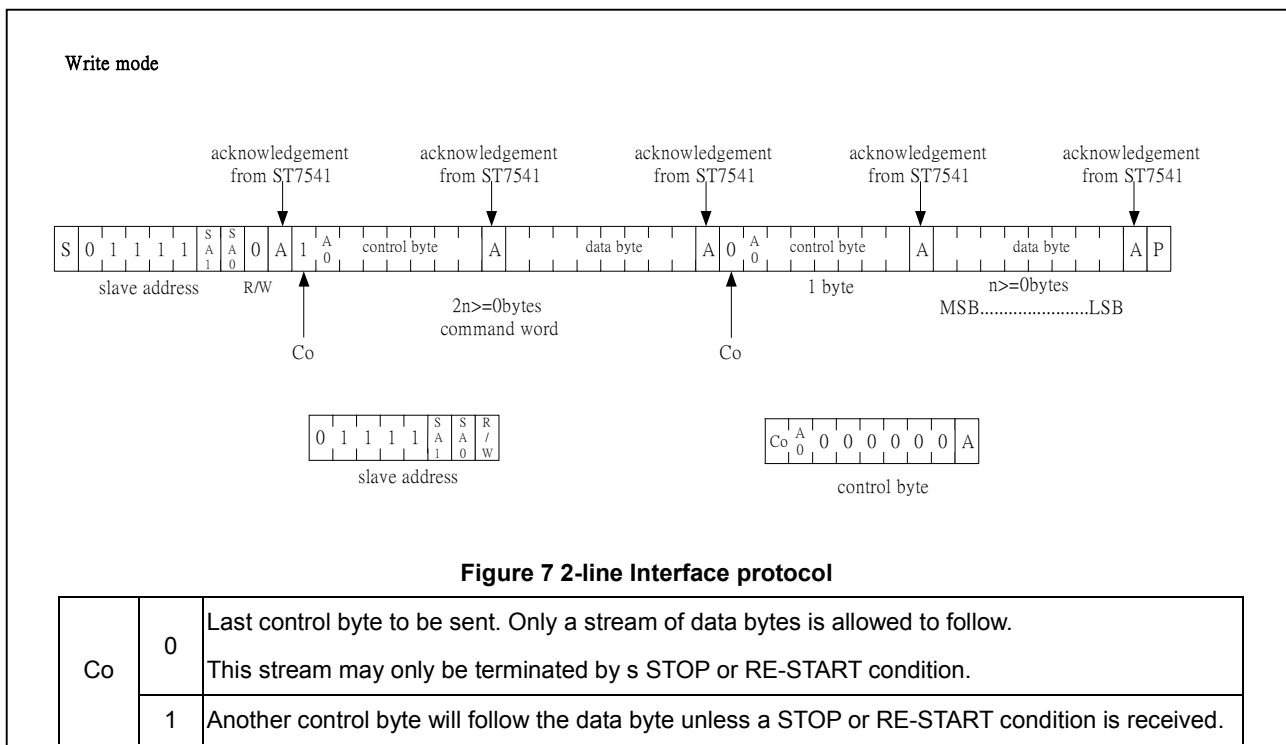 Write mode
acknowledgement acknowledgement acknowledgement acknowledgement acknowledgement
from ST7541 from ST7541 from ST7541 from ST7541 from ST7541
S 0 1 1 1 1 SA1 SA0 0 A 1 A0 control byte A data byte A 0 A0 control byte A data byte A P
slave address R/W 1 byte n>=0bytes
2n>=0bytes MSB.......................LSB
command word
Co Co
0 1 1 1 1 SA1 SA0 R/W
slave address
Co A0 0 0 0 0 0 0 A
control byte
Figure 7 2-line Interface protocol
Co
0
Last control byte to be sent. Only a stream of data bytes is allowed to follow.
This stream may only be terminated by s STOP or RE-START condition.
1
Another control byte will follow the data byte unless a STOP or RE-START condition is received.